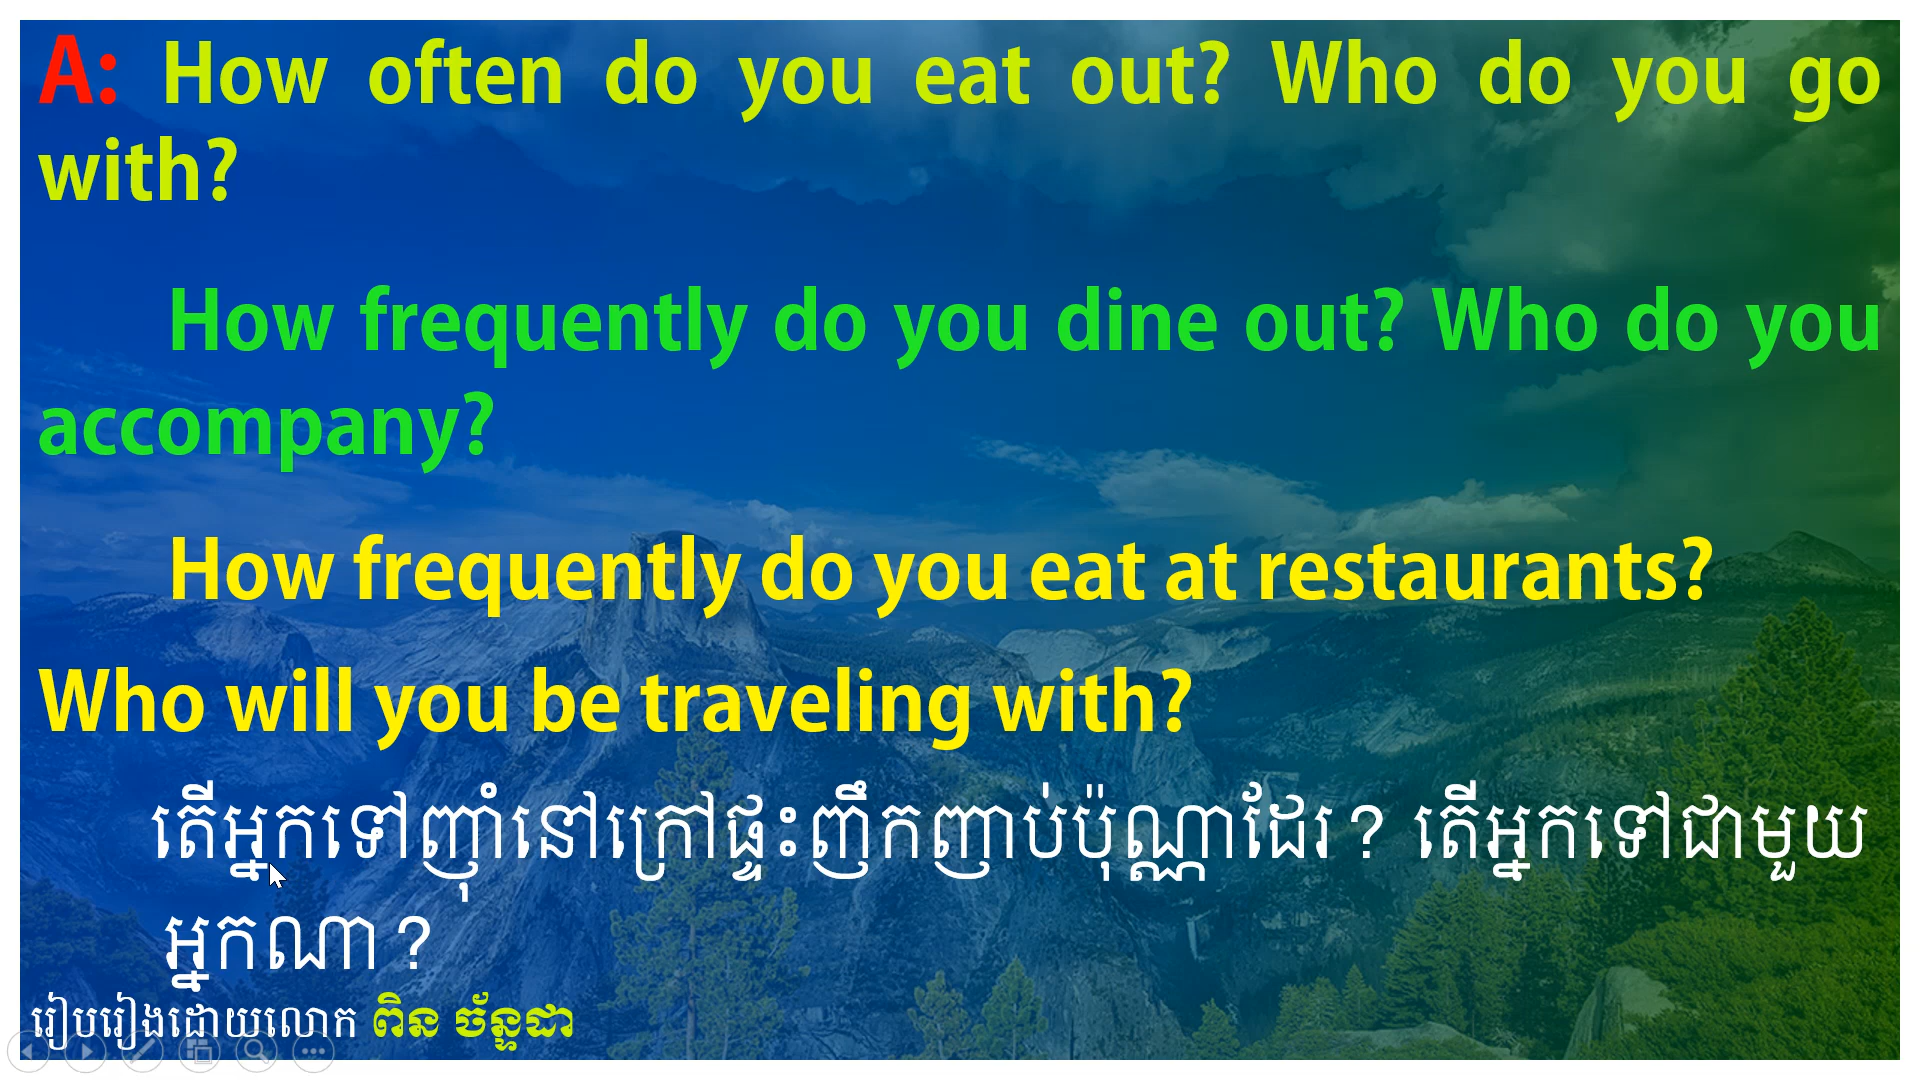 A: How often do you eat out? Who do you go
with?
How frequently do you dine out? Who do you
accompany?
How frequently do you eat at restaurants?
Who will you be traveling with?
តើអ្នកទៅញ៉ាំនៅក្រៅផ្ទះញឹកញាប់ប៉ុណ្ណាដែរ? តើអ្នកទៅជាមួយ
អ្នកណា?
រៀបរៀងដោយលោក ពិន ច័ន្ទដា